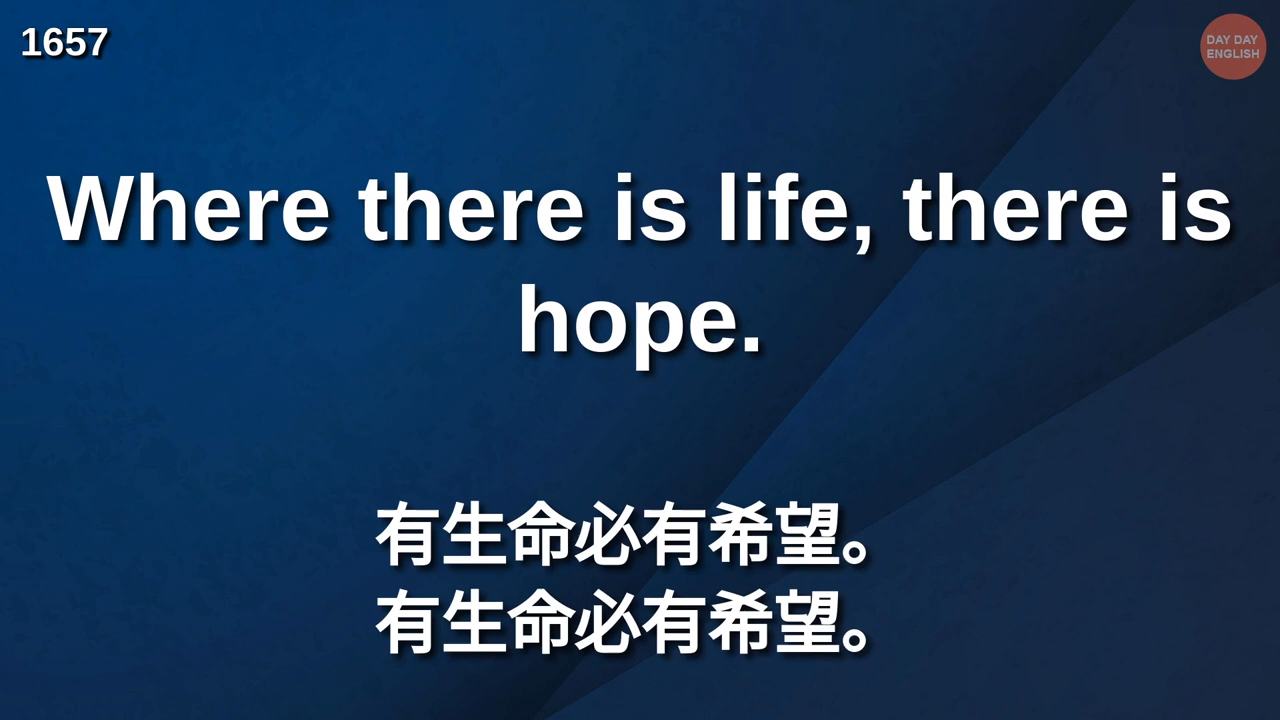 1657
DAY DAY
ENGLISH
Where there is life, there is
hope.
有生命必有希望。
有生命必有希望。